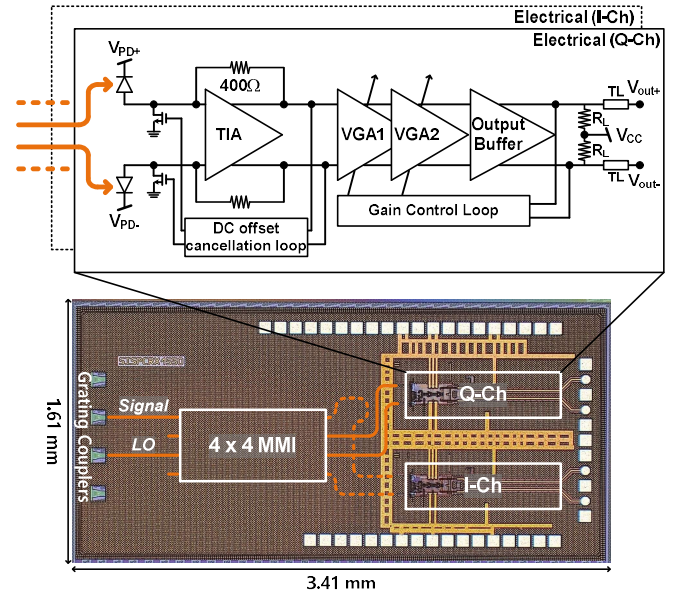 Electrical (I-Ch)
Electrical (Q-Ch)
VPD+
400Ω
TIA
VGA1
VGA2
Output
Buffer
TL
Vout+
RL
VCC
RL
TL
Vout-
VPD-
DC offset
cancellation loop
Gain Control Loop
Grating Couplers
Signal
LO
4 x 4 MMI
Q-Ch
I-Ch
1.61 mm
3.41 mm